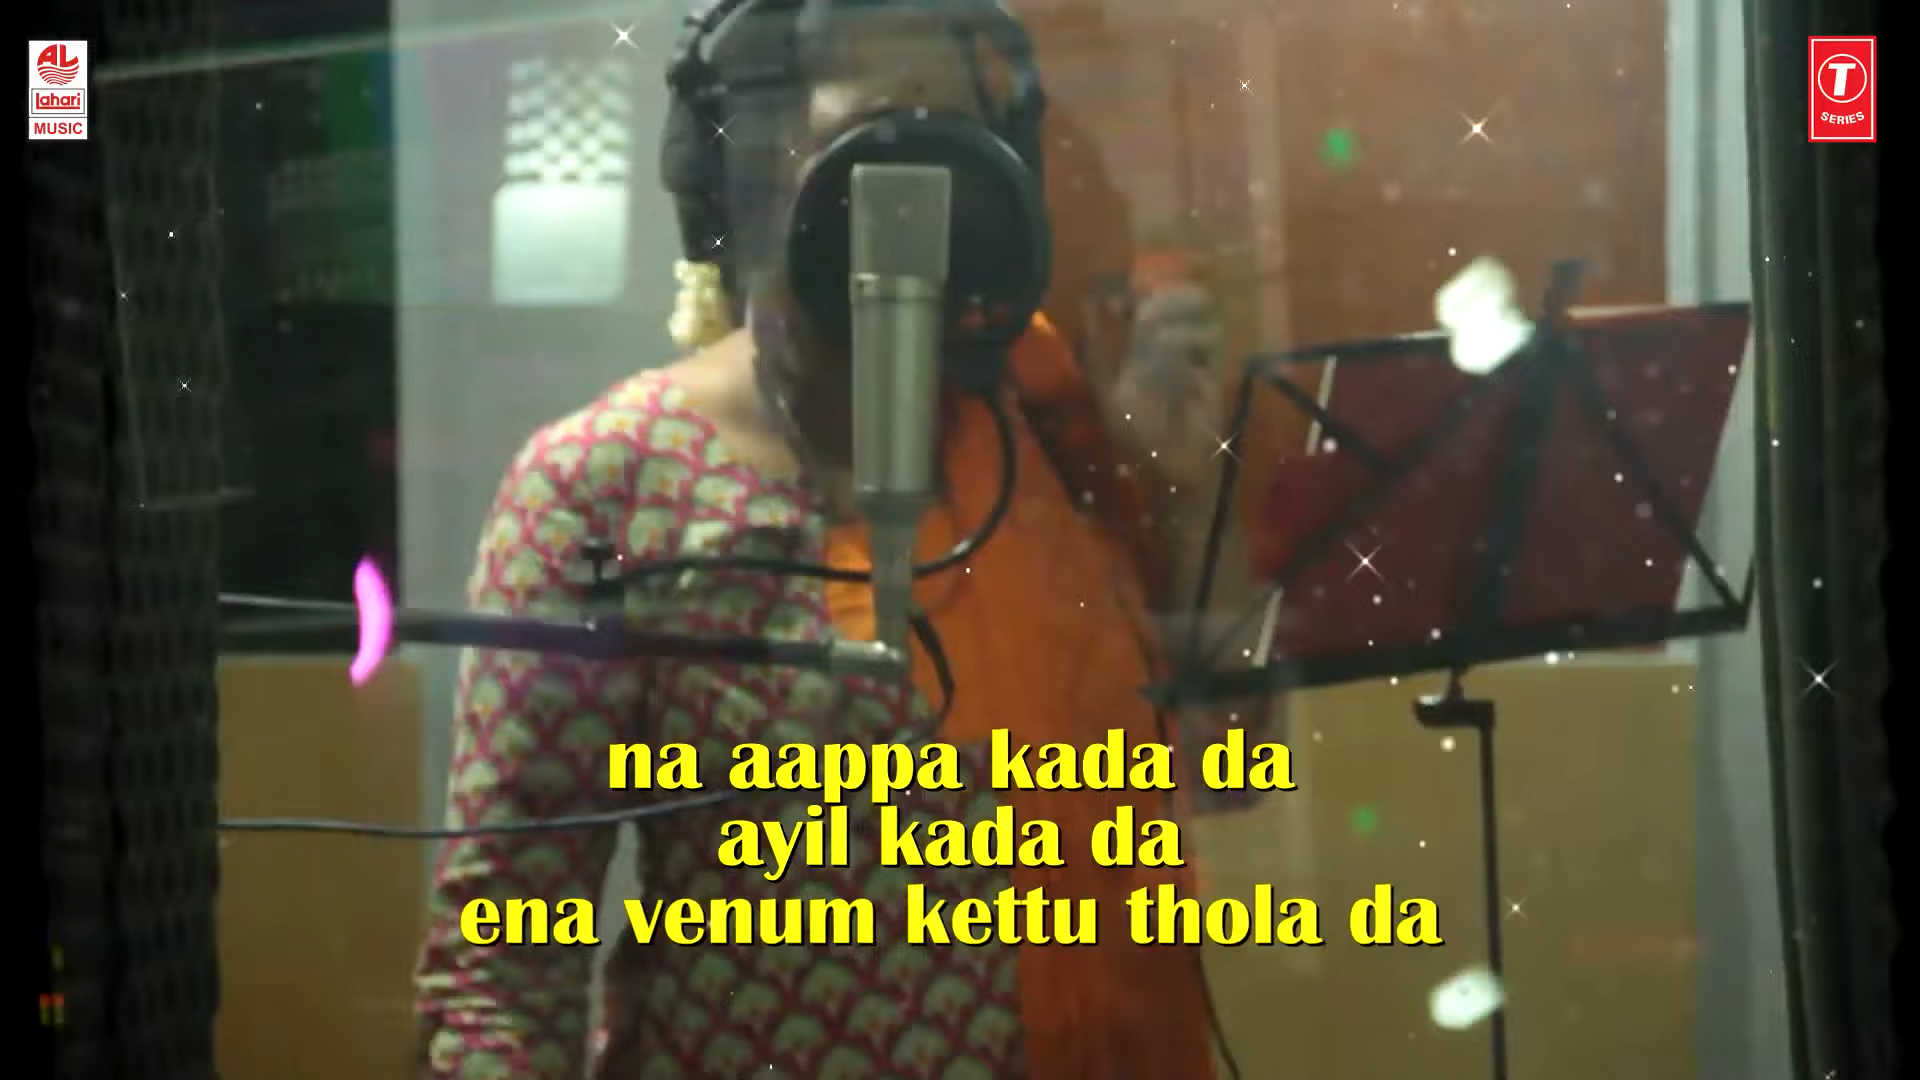 AL
lahari
MUSIC
T
SERIES
na aappa kada da
ayil kada da
ena venum kettu thola da